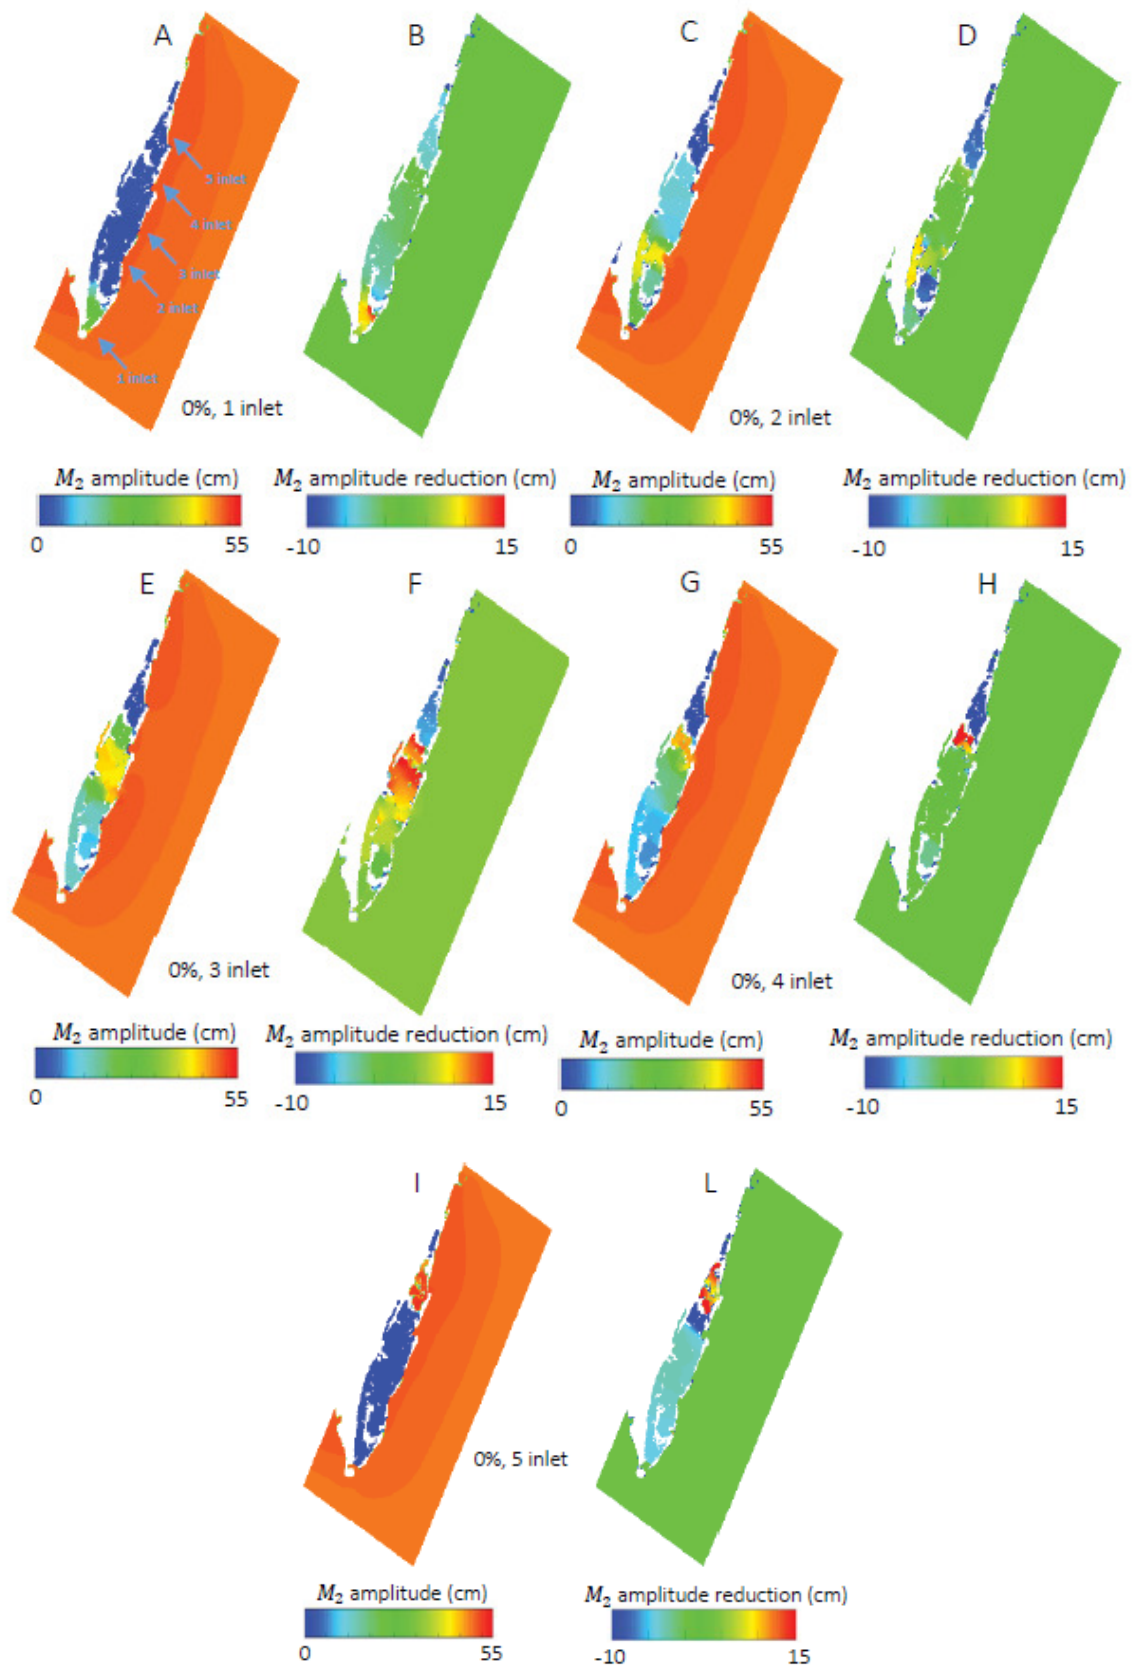 A B C D
5 inlet
4 inlet
3 inlet
2 inlet
1 inlet
0%, 1 inlet 0%, 2 inlet
M₂ amplitude (cm) M₂ amplitude reduction (cm) M₂ amplitude (cm) M₂ amplitude reduction (cm)
0 55 -10 15 0 55 -10 15
E F G H
0%, 3 inlet 0%, 4 inlet
M₂ amplitude (cm) M₂ amplitude reduction (cm) M₂ amplitude (cm) M₂ amplitude reduction (cm)
0 55 -10 15 0 55 -10 15
I L
0%, 5 inlet
M₂ amplitude (cm) M₂ amplitude reduction (cm)
0 55 -10 15